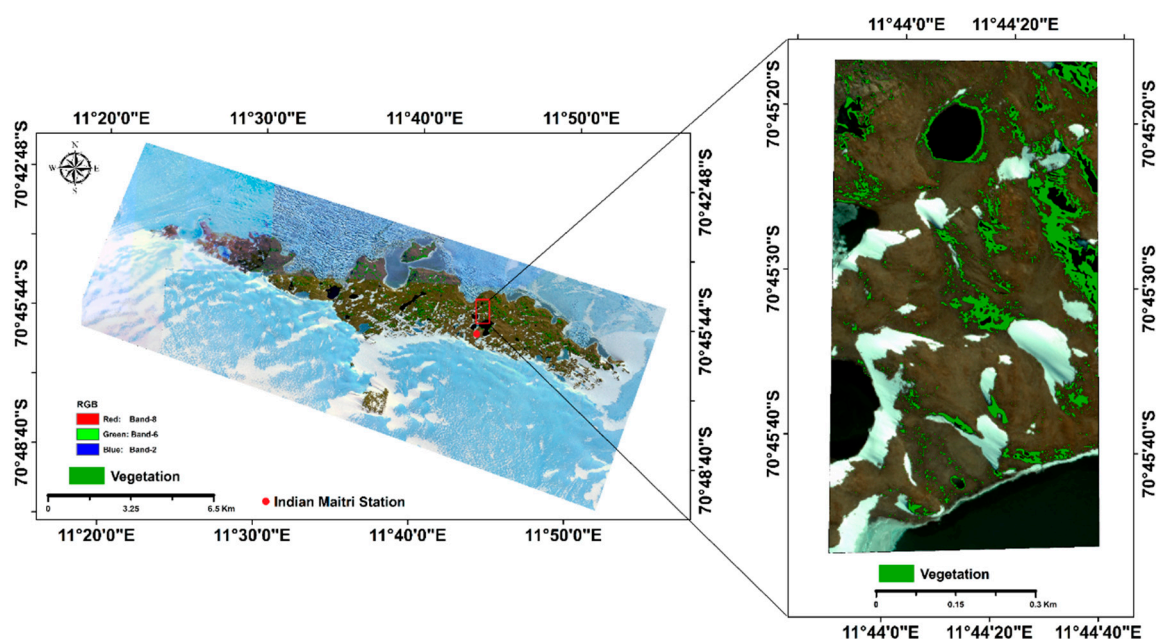 11°20'0"E 11°30'0"E 11°40'0"E 11°50'0"E
70°42'48"S
70°45'44"S
70°48'40"S
N
W E
S
70°42'48"S
70°45'44"S
70°48'40"S
RGB
Red: Band-8
Green: Band-6
Blue: Band-2
Vegetation
0 3.25 6.5 Km
Indian Maitri Station
11°20'0"E 11°30'0"E 11°40'0"E 11°50'0"E
11°44'0"E 11°44'20"E
70°45'20"S
70°45'30"S
70°45'40"S
70°45'20"S
70°45'30"S
70°45'40"S
Vegetation
0 0.15 0.3 Km
11°44'0"E 11°44'20"E 11°44'40"E